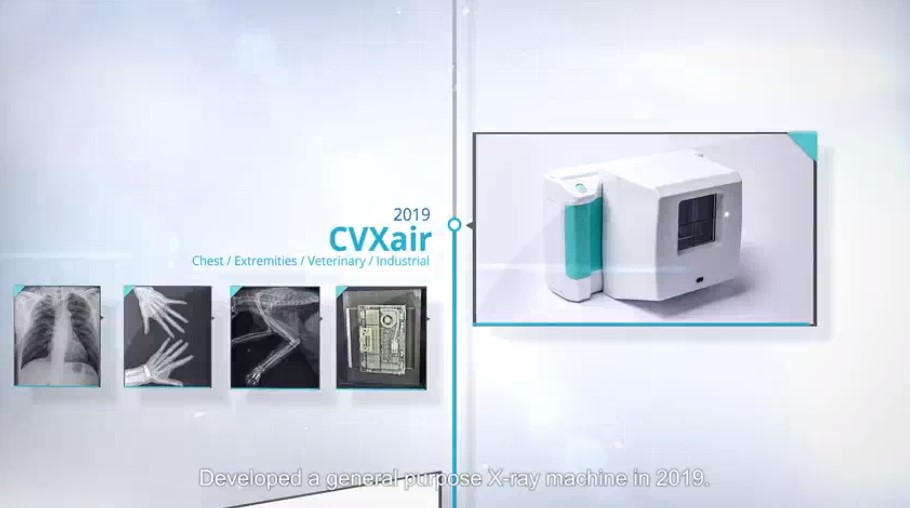 2019
CVXair
Chest / Extremities / Veterinary / Industrial
Developed a general purpose X-ray machine in 2019.